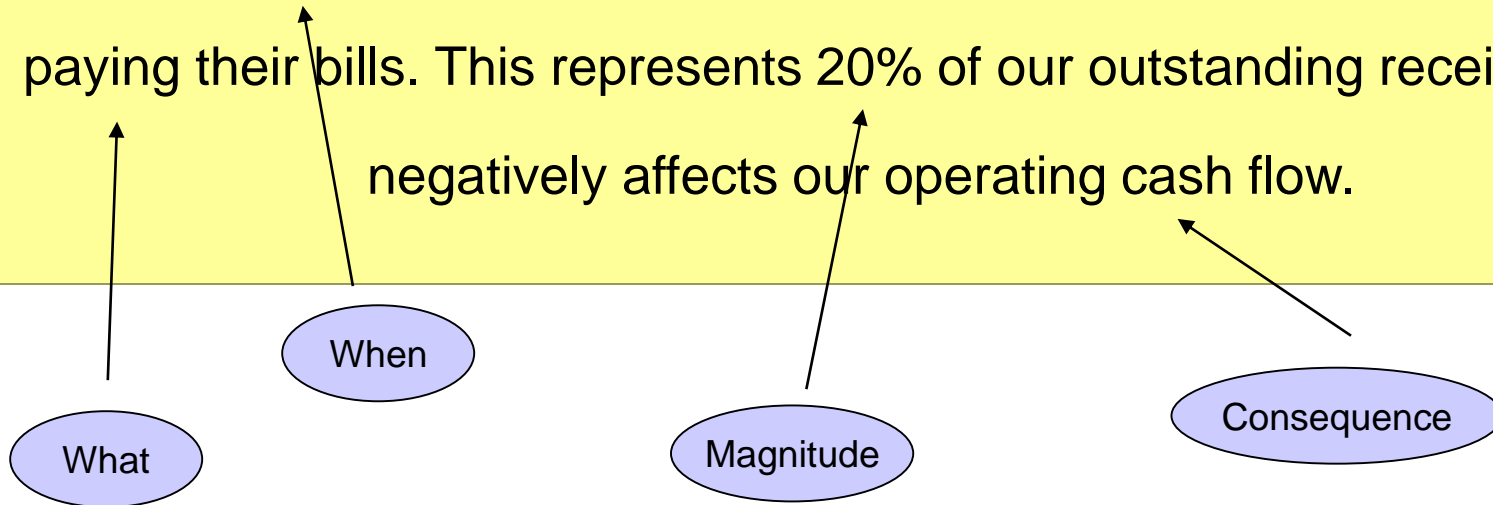 paying their bills. This represents 20% of our outstanding
negatively affects our operating cash flow.
When
What
Magnitude
Consequence